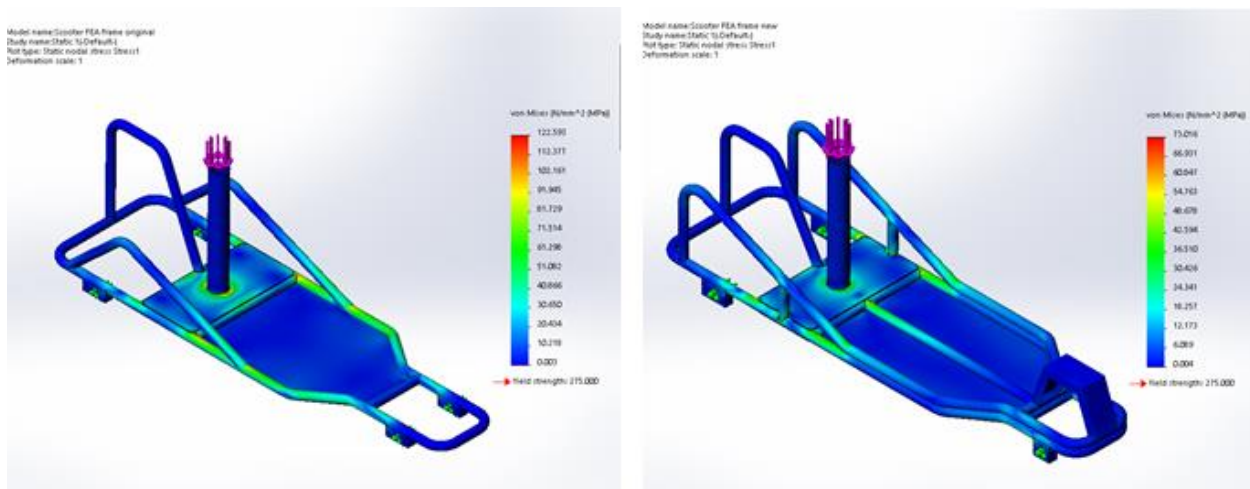 Model name: Scooter FEA frame original
Study name: Static 1(-Default-)
Plot type: Static nodal stress Stress1
Deformation scale: 1
von Mises (N/mm^2 (MPa))
122.593
112.377
102.161
91.945
81.729
71.514
61.298
51.082
40.866
30.650
20.434
10.218
0.003
Yield strength: 275.000
Model name: Scooter FEA frame new
Study name: Static 1(-Default-)
Plot type: Static nodal stress Stress1
Deformation scale: 1
von Mises (N/mm^2 (MPa))
73.016
66.931
60.847
54.763
48.678
42.594
36.510
30.426
24.341
18.257
12.173
6.089
0.004
Yield strength: 275.000